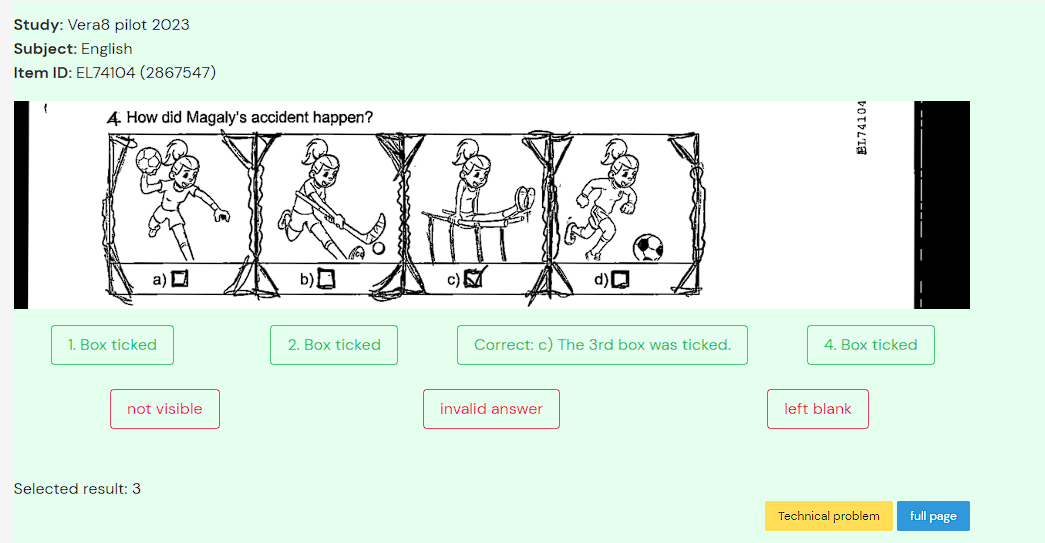 Study: Vera8 pilot 2023
Subject: English
Item ID: EL74104 (2867547)
4. How did Magaly's accident happen?
EL74104
a)
b)
c)
d)
1. Box ticked
2. Box ticked
Correct: c) The 3rd box was ticked.
4. Box ticked
not visible
invalid answer
left blank
Selected result: 3
Technical problem
full page